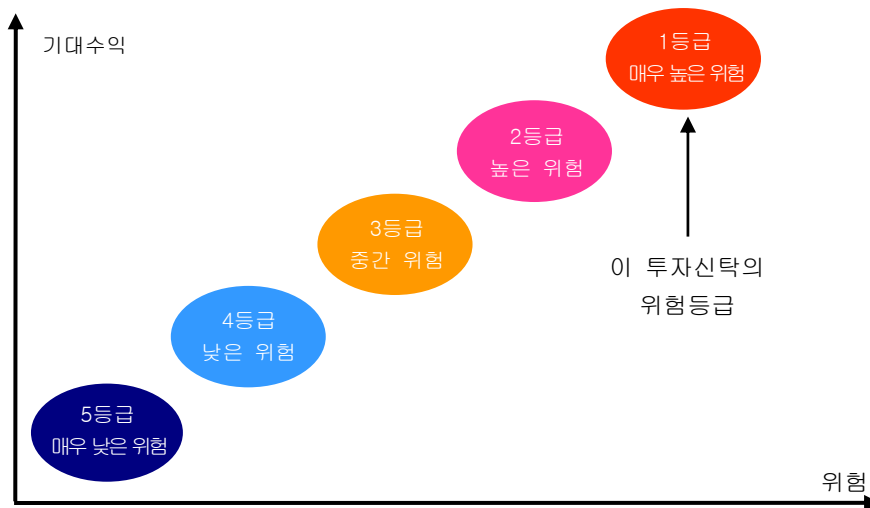 기대수익
1등급
매우 높은 위험
2등급
높은 위험
3등급
중간 위험
이 투자신탁의
위험등급
4등급
낮은 위험
5등급
매우 낮은 위험
위험